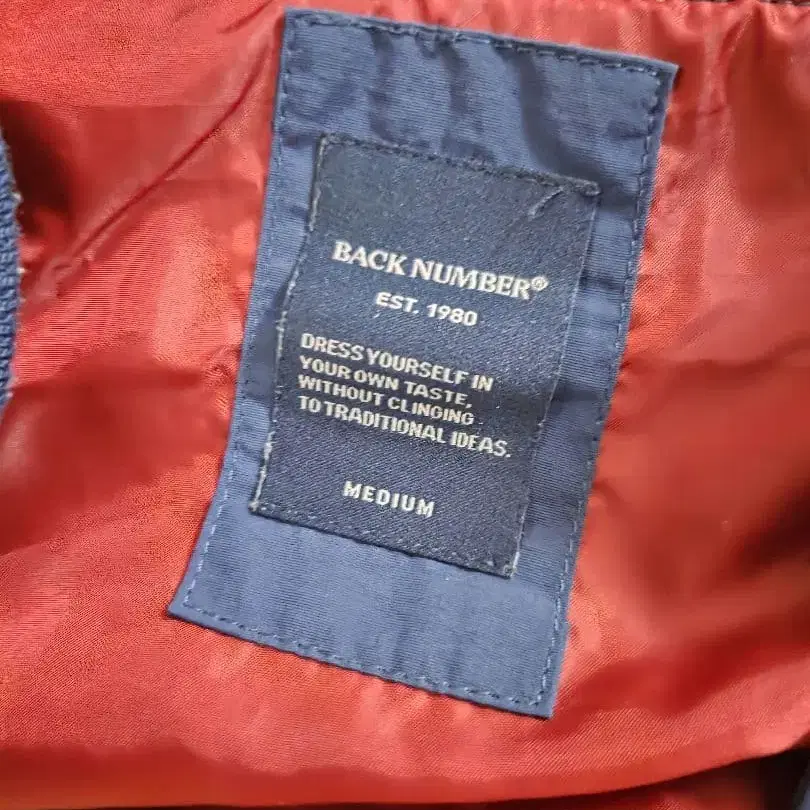 BACK NUMBER®
EST. 1980
DRESS YOURSELF IN
YOUR OWN TASTE,
WITHOUT CLINGING
TO TRADITIONAL IDEAS.
MEDIUM